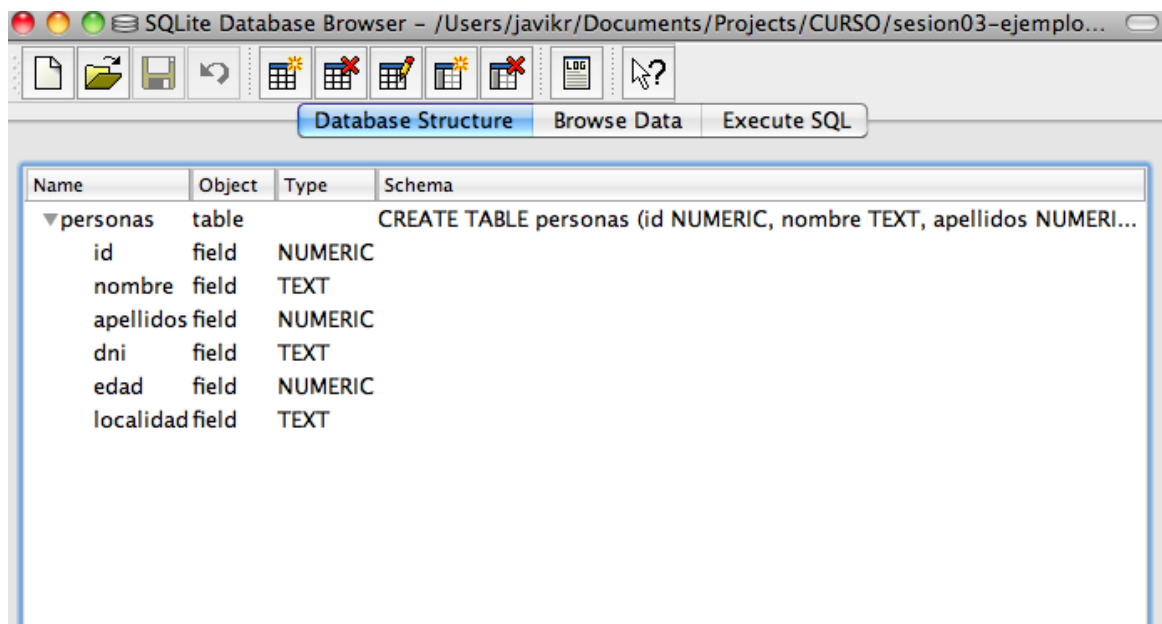 SQLite Database Browser – /Users/javikr/Documents/Projects/CURSO/sesion03-ejemplo...
LOG
?
Database Structure Browse Data Execute SQL
Name Object Type Schema
personas table CREATE TABLE personas (id NUMERIC, nombre TEXT, apellidos NUMERI...
id field NUMERIC
nombre field TEXT
apellidos field NUMERIC
dni field TEXT
edad field NUMERIC
localidad field TEXT